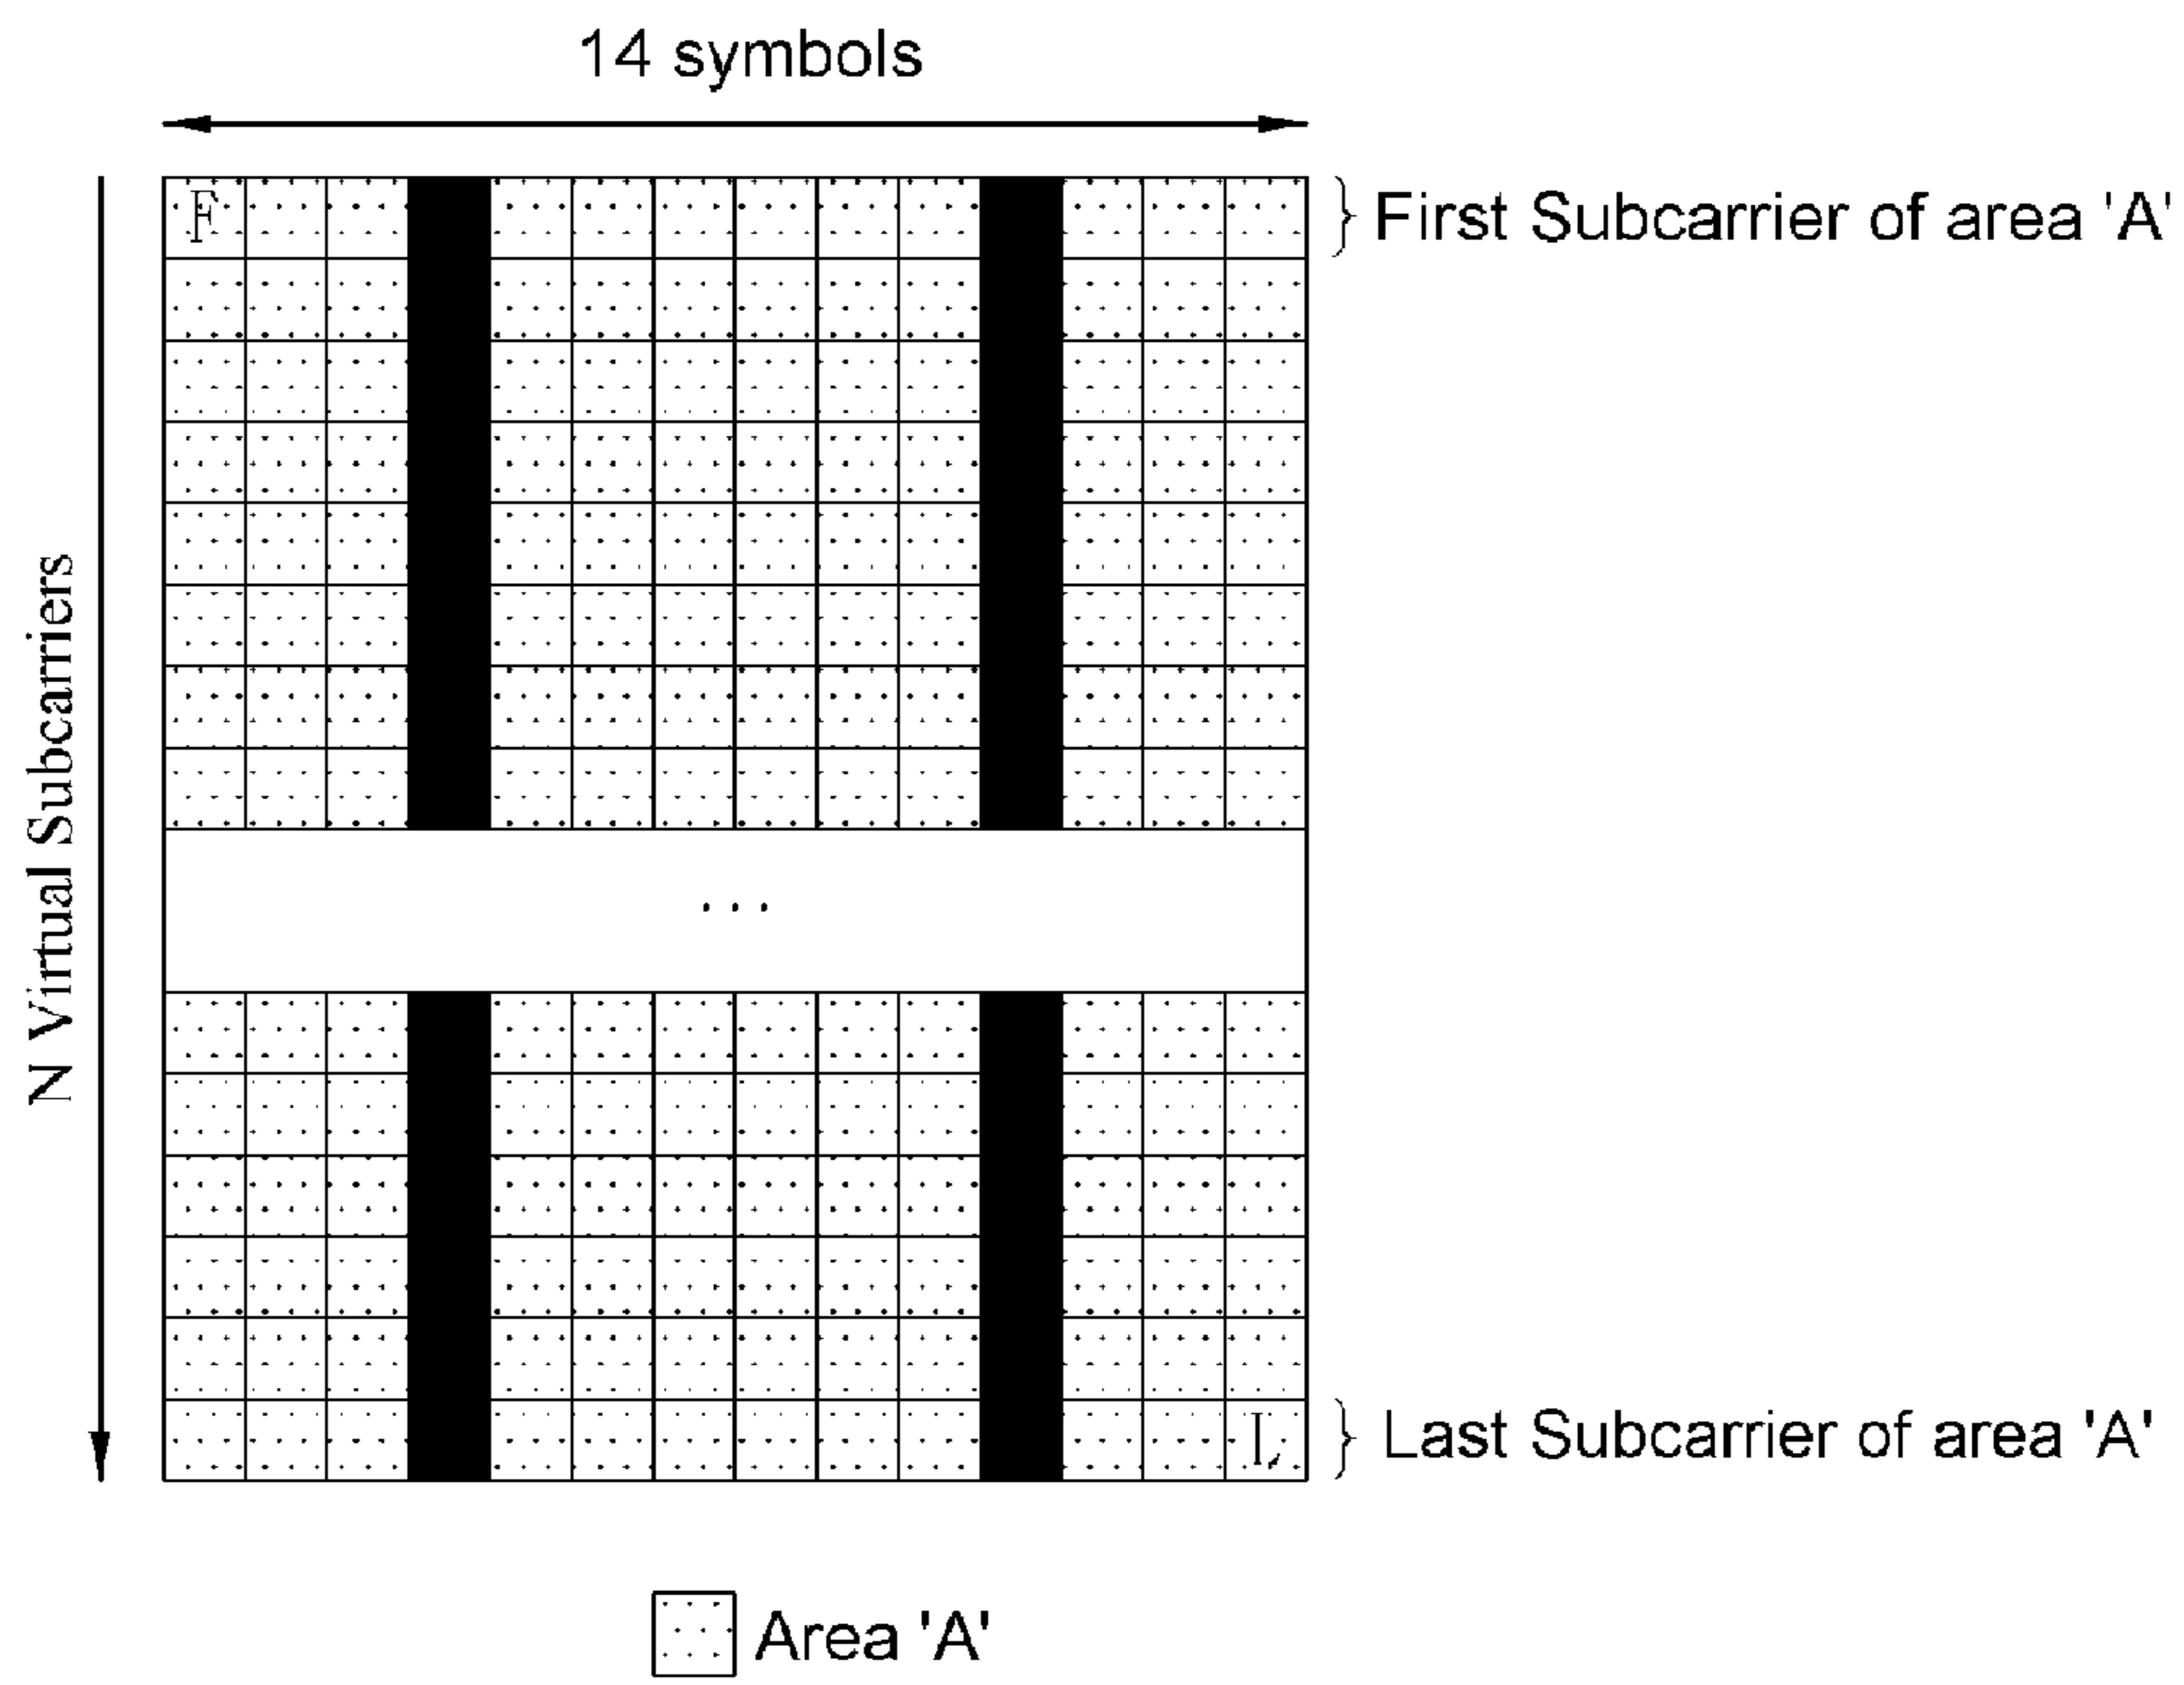 14 symbols
F
First Subcarrier of area 'A'
N Virtual Subcarriers
...
L
Last Subcarrier of area 'A'
Area 'A'